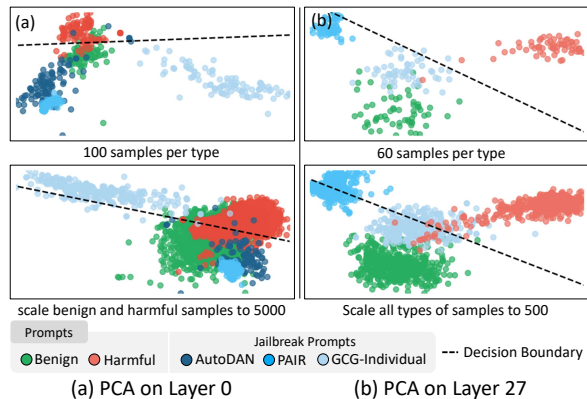 (a)
(b)
100 samples per type
60 samples per type
scale benign and harmful samples to 5000
Scale all types of samples to 500
Prompts
Jailbreak Prompts
Benign
Harmful
AutoDAN
PAIR
GCG-Individual
Decision Boundary
(a) PCA on Layer 0
(b) PCA on Layer 27